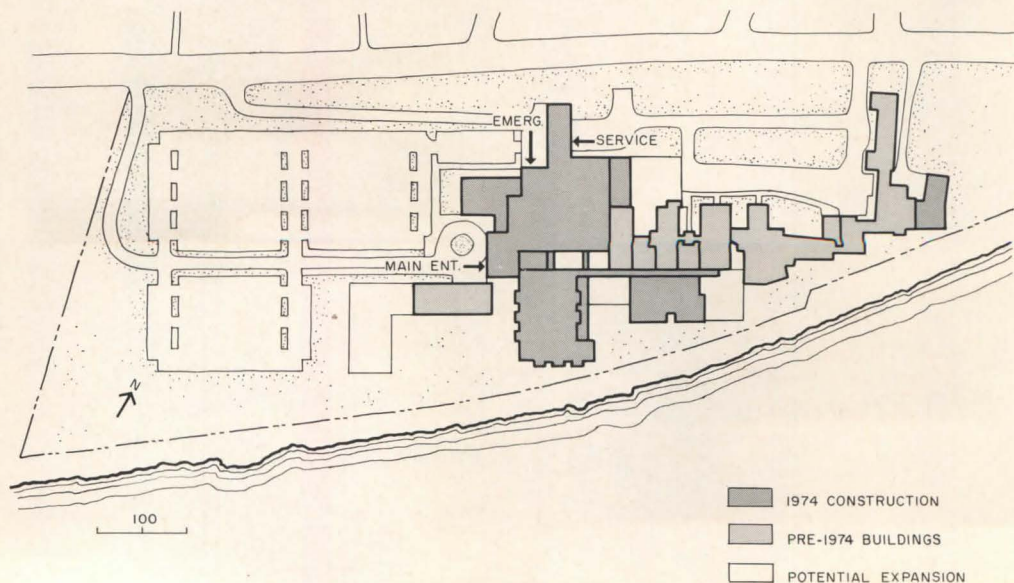 EMERG.
SERVICE
MAIN ENT.
N
100
1974 CONSTRUCTION
PRE-1974 BUILDINGS
POTENTIAL EXPANSION